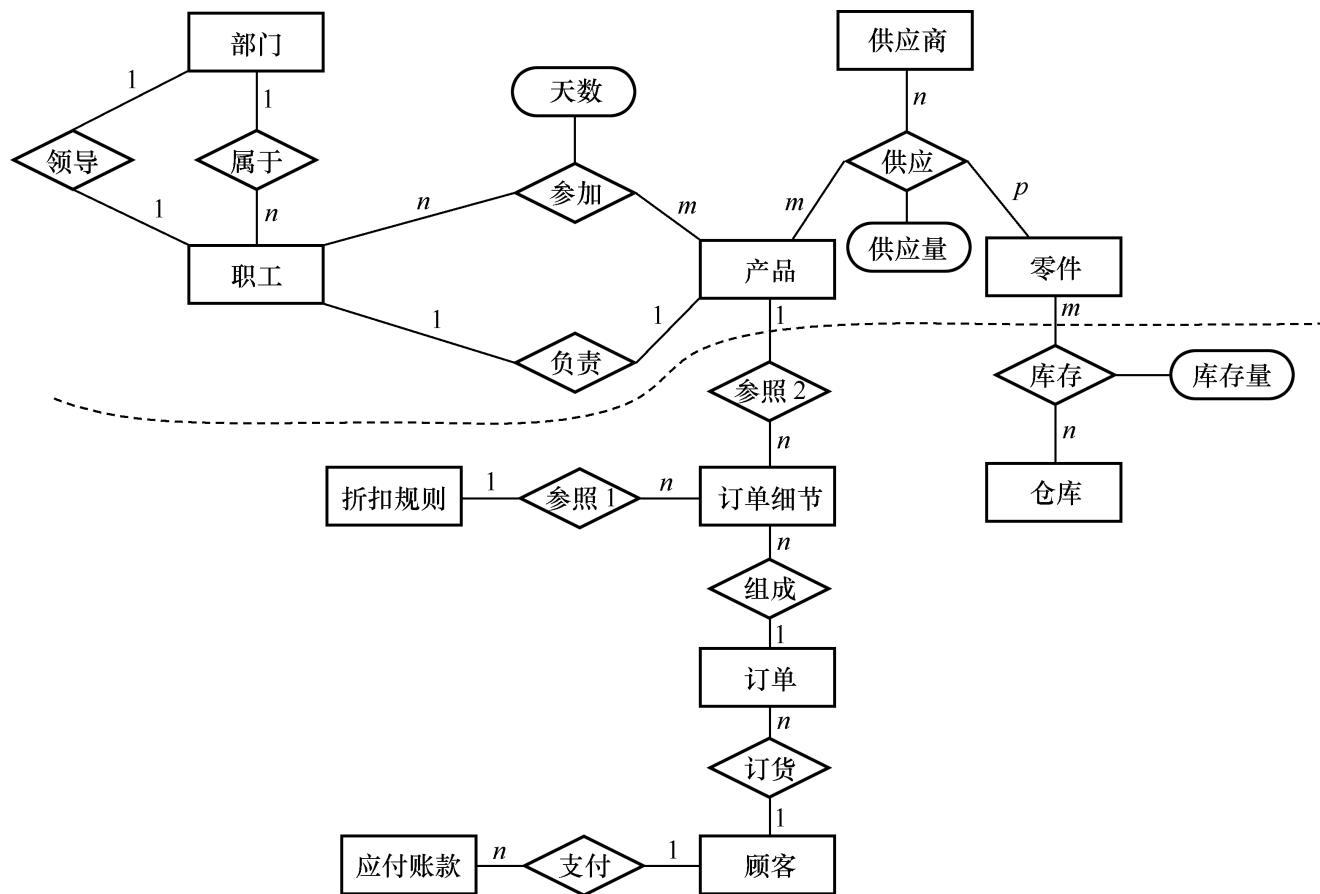 部门
供应商
1
1
天数
n
领导
属于
供应
参加
1
n
n
m
m
p
供应量
职工
产品
零件
1
1
1
m
负责
参照 2
库存
库存量
n
n
折扣规则
1
参照 1
n
订单细节
仓库
n
组成
1
订单
n
订货
1
应付账款
n
支付
1
顾客